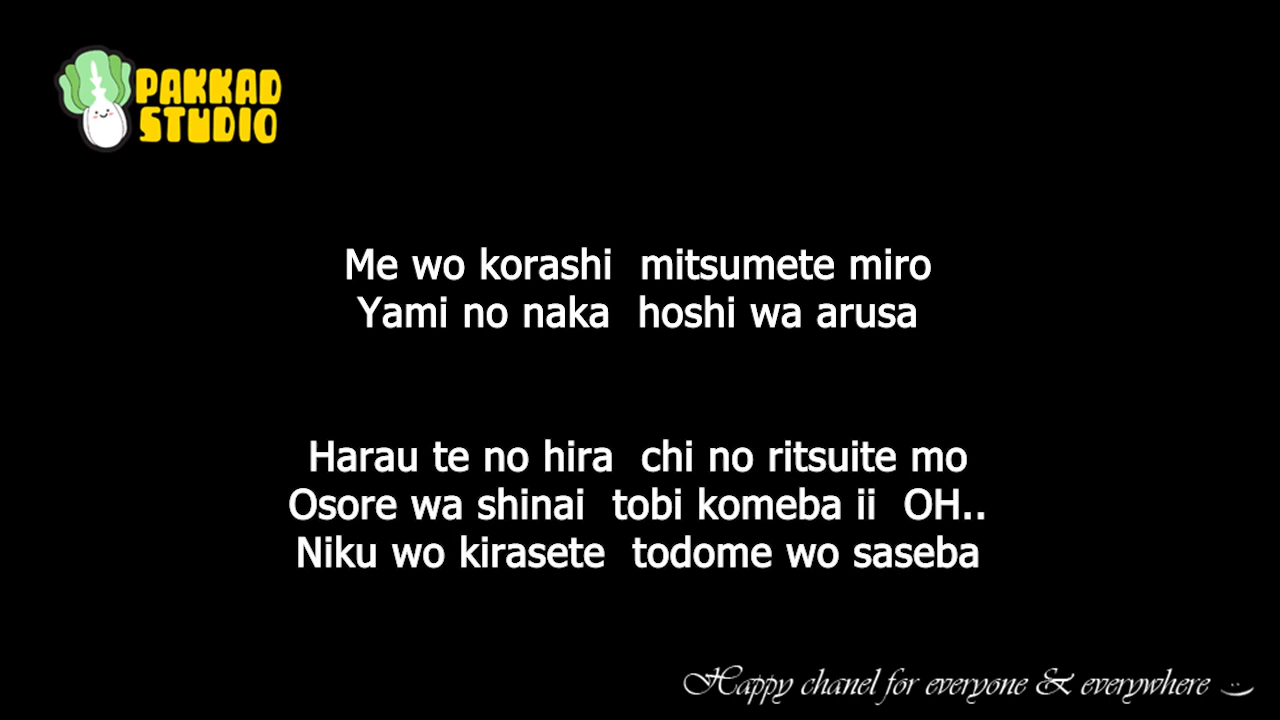 PAKKAD
STUDIO
Me wo korashi  mitsumete miro
Yami no naka  hoshi wa arusa
Harau te no hira  chi no ritsuite mo
Osore wa shinai  tobi komeba ii  OH..
Niku wo kirasete  todome wo saseba
Happy chanel for everyone & everywhere :)